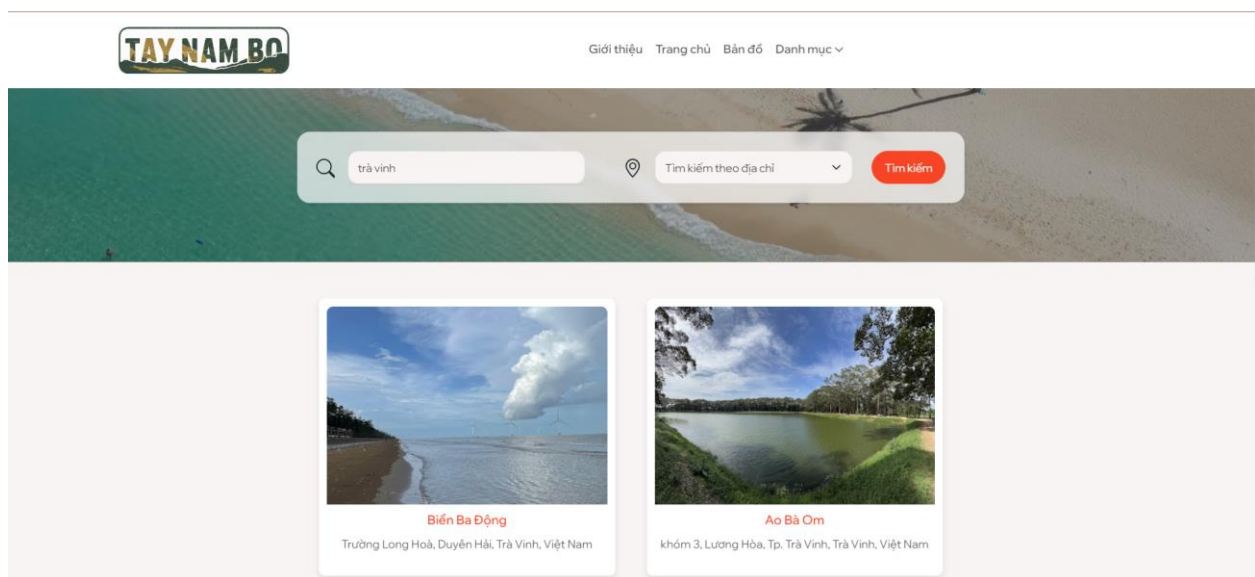 TAY NAM BO
Giới thiệu Trang chủ Bản đồ Danh mục
trà vinh
Tìm kiếm theo địa chỉ
Tìm kiếm
Biển Ba Động
Trường Long Hoà, Duyên Hải, Trà Vinh, Việt Nam
Ao Bà Om
khóm 3, Lương Hòa, Tp. Trà Vinh, Trà Vinh, Việt Nam